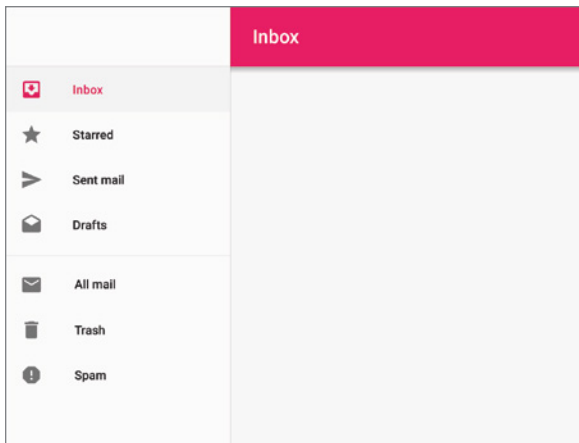 Inbox
Inbox
Starred
Sent mail
Drafts
All mail
Trash
Spam